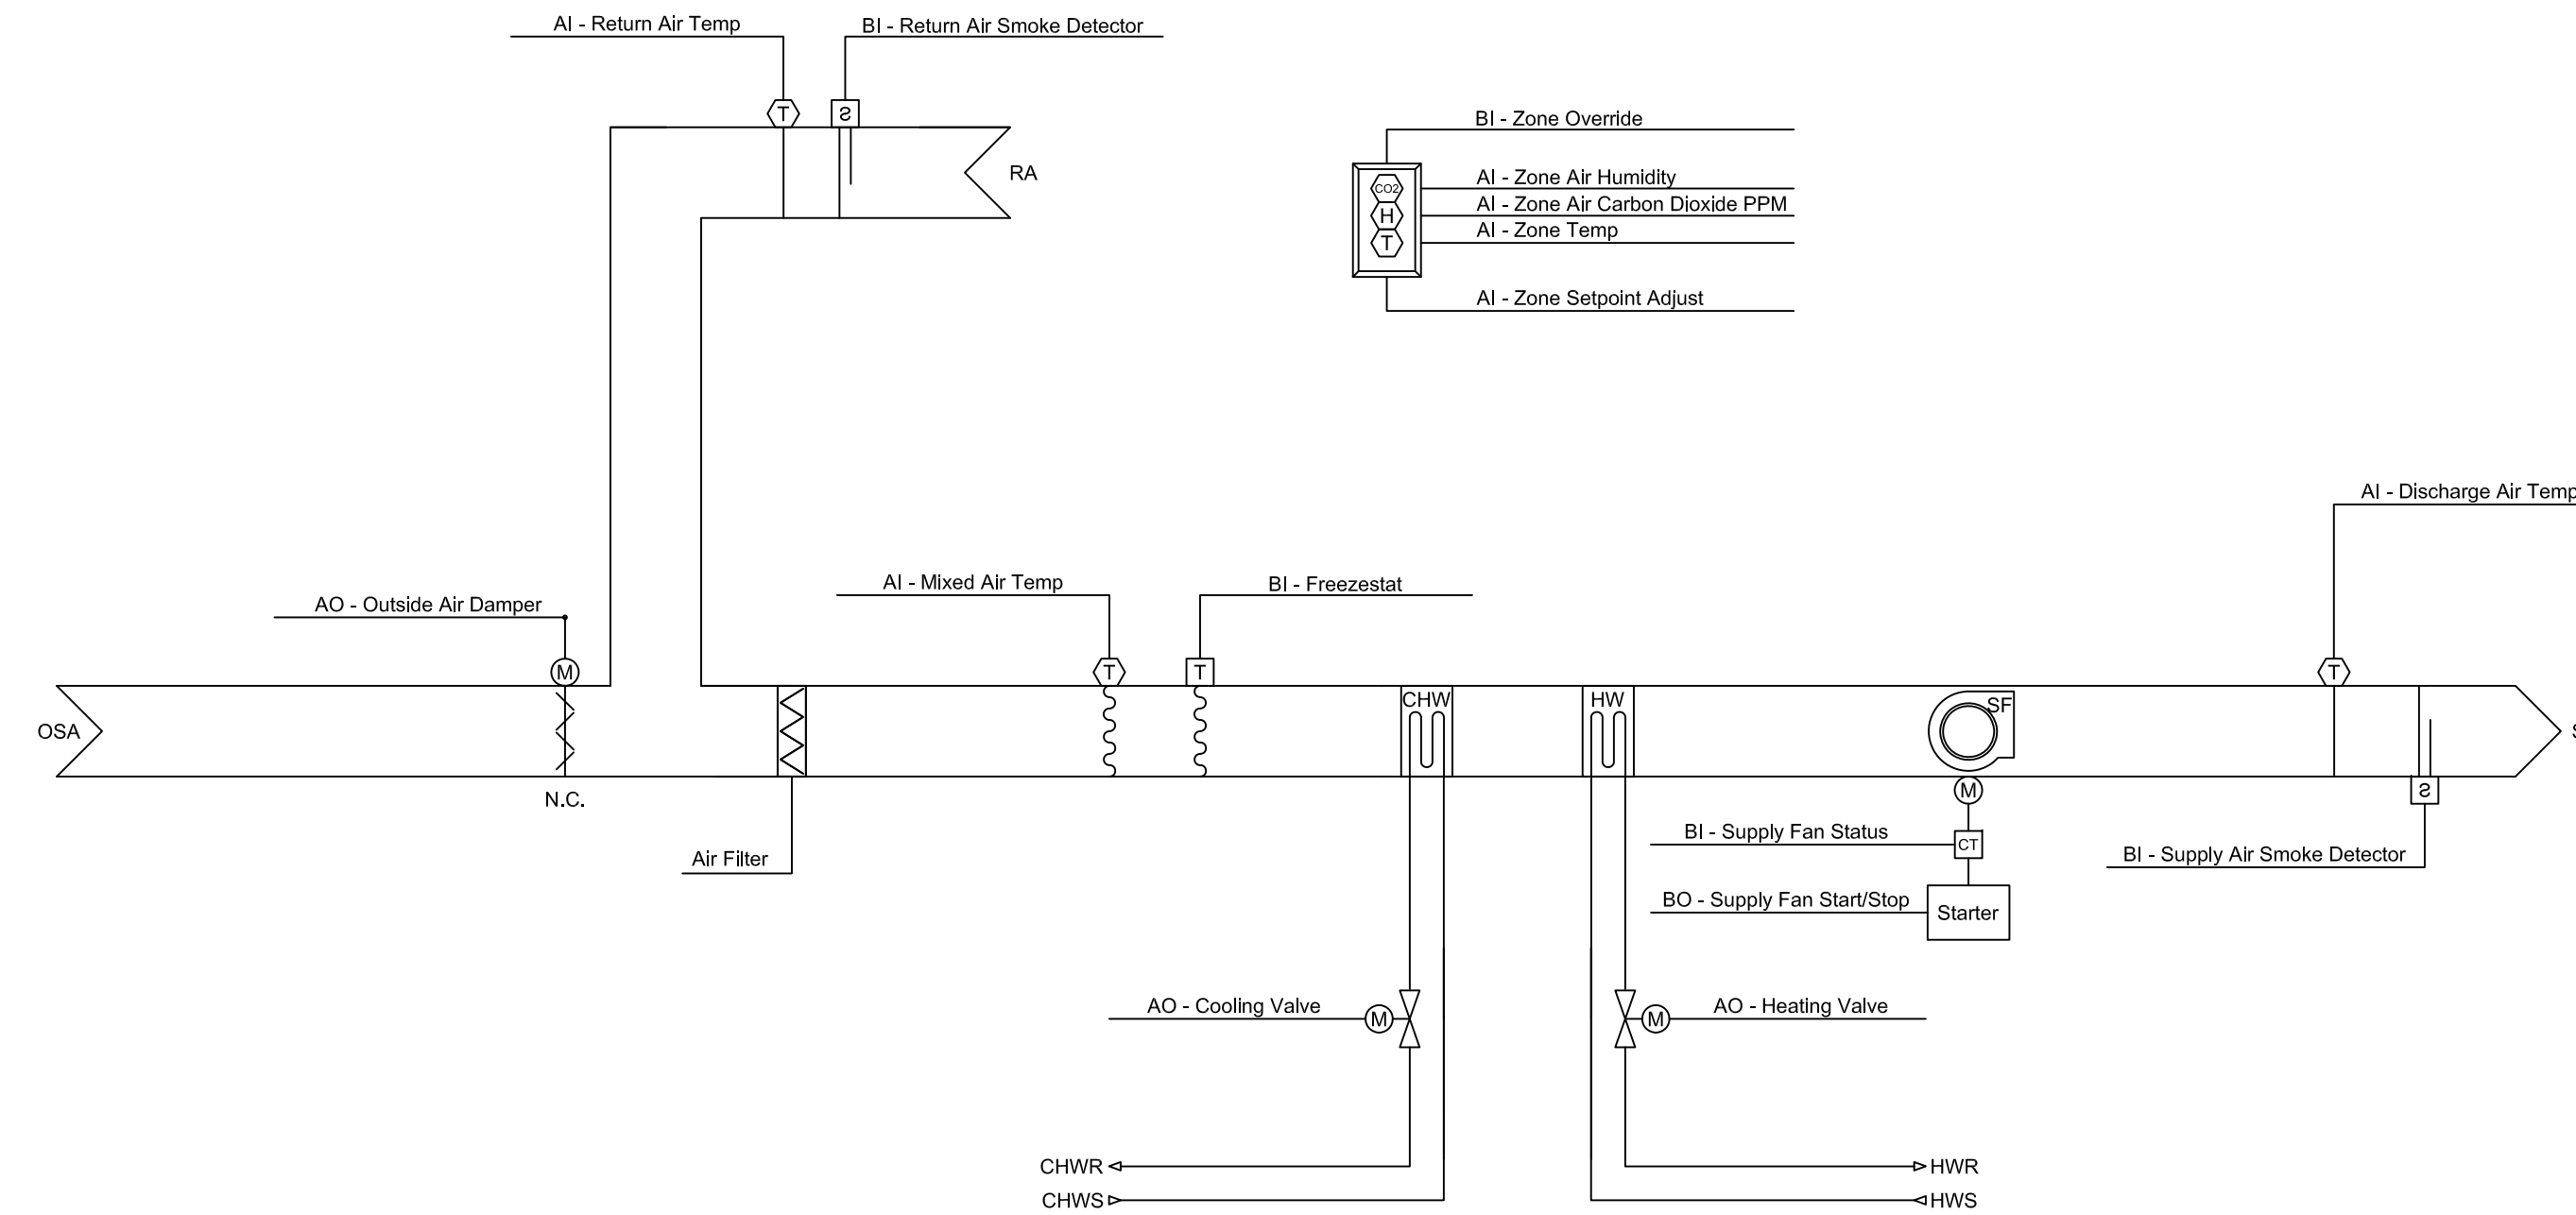 AI - Return Air Temp
BI - Return Air Smoke Detector
T
S
RA
BI - Zone Override
CO2
AI - Zone Air Humidity
H
AI - Zone Air Carbon Dioxide PPM
T
AI - Zone Temp
AI - Zone Setpoint Adjust
AI - Discharge Air Temp
AI - Mixed Air Temp
BI - Freezestat
AO - Outside Air Damper
M
T
T
T
OSA
CHW
HW
SF
N.C.
M
S
Air Filter
BI - Supply Fan Status
CT
BI - Supply Air Smoke Detector
BO - Supply Fan Start/Stop
Starter
AO - Cooling Valve
M
M
AO - Heating Valve
CHWR
HWR
CHWS
HWS